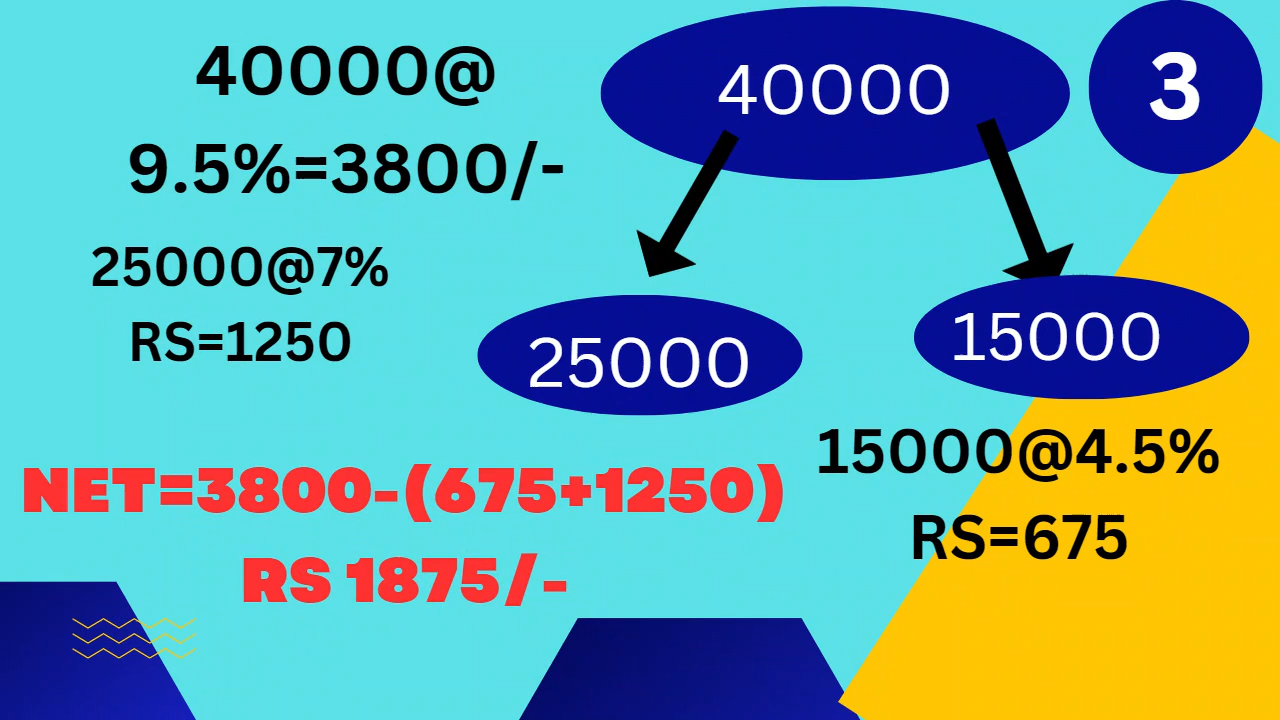 40000@
9.5%=3800/-
25000@7%
RS=1250
40000
3
25000
15000
15000@4.5%
RS=675
NET=3800-(675+1250)
RS 1875/-